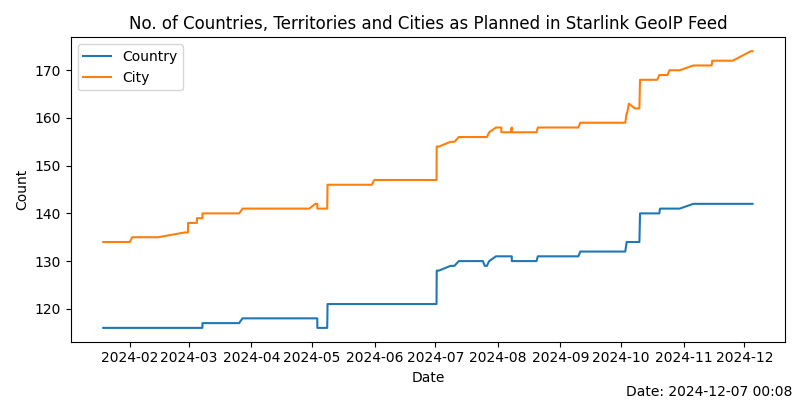 No. of Countries, Territories and Cities as Planned in Starlink GeoIP Feed
Country
City
170
160
150
140
130
120
Count
2024-02 2024-03 2024-04 2024-05 2024-06 2024-07 2024-08 2024-09 2024-10 2024-11 2024-12
Date
Date: 2024-12-07 00:08